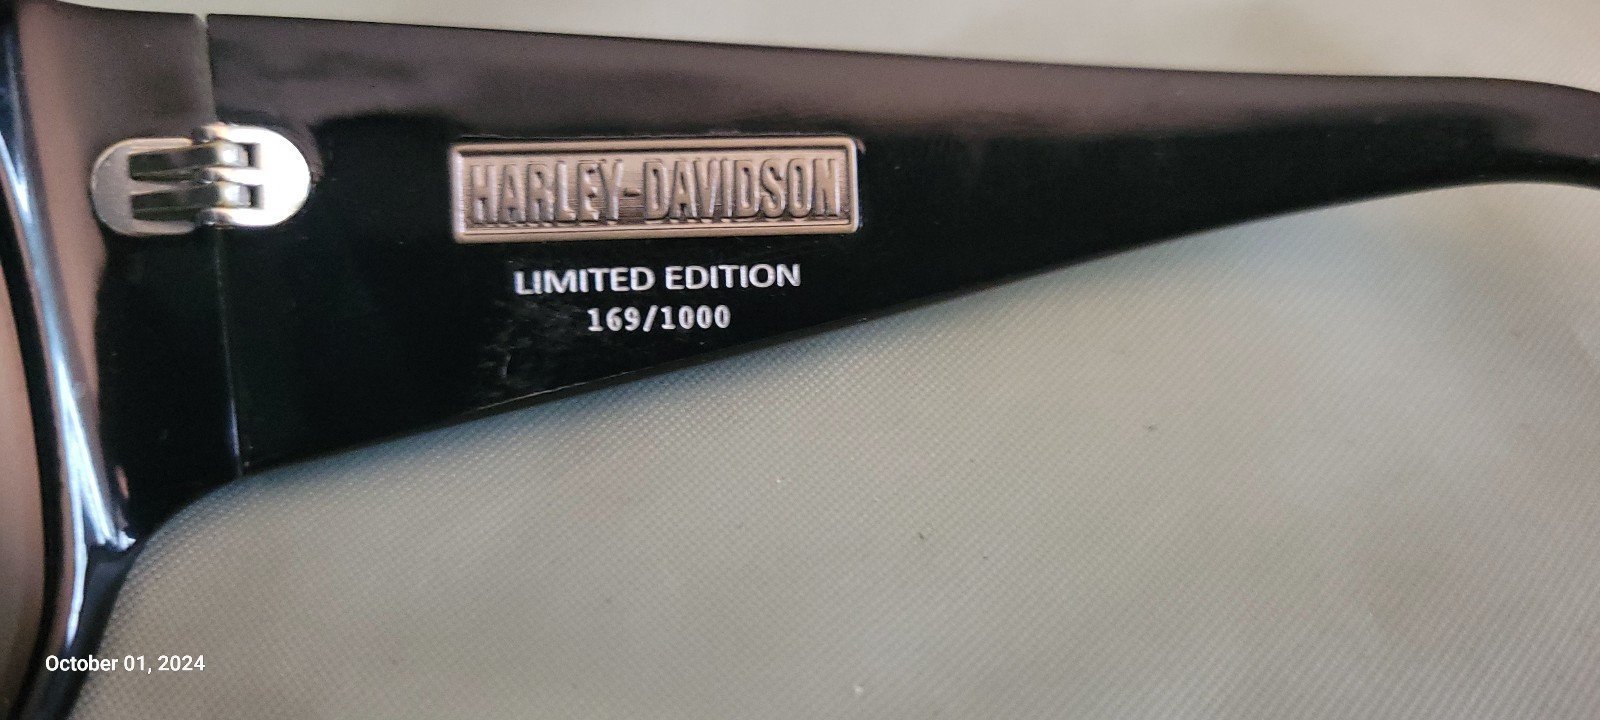 HARLEY-DAVIDSON
LIMITED EDITION
169/1000
October 01, 2024